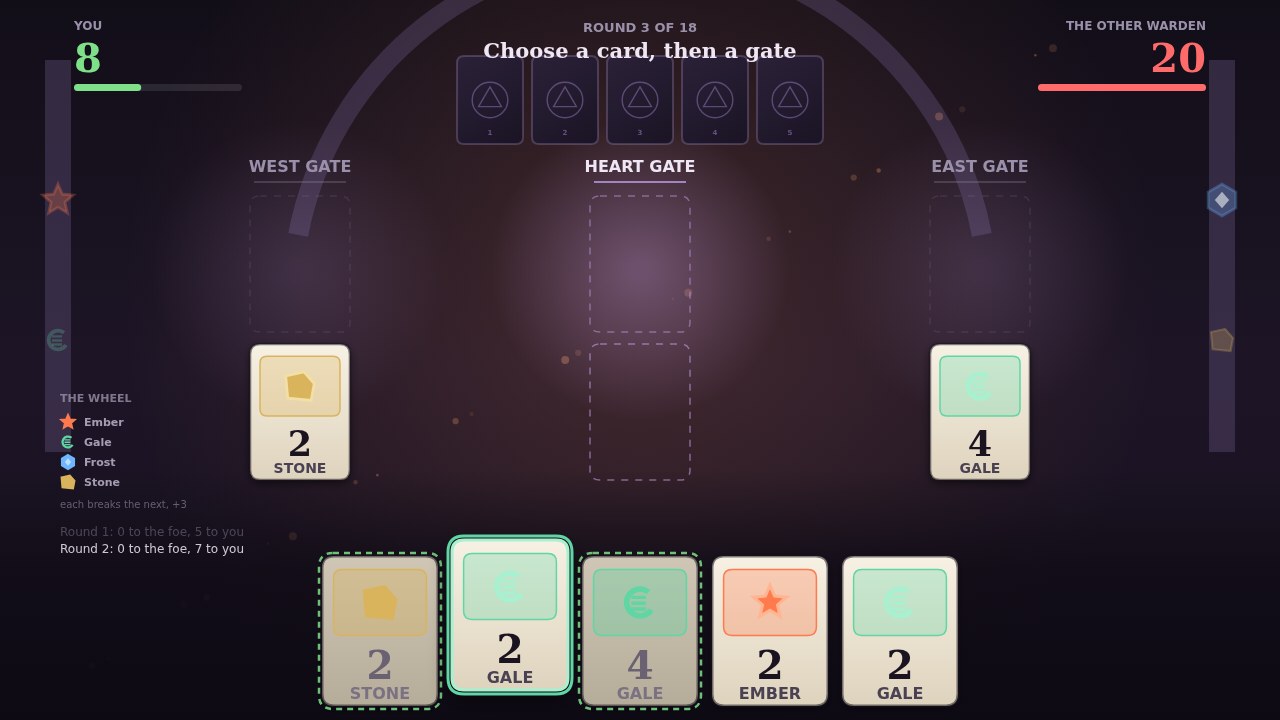 YOU
8
ROUND 3 OF 18
Choose a card, then a gate
THE OTHER WARDEN
20
1
2
3
4
5
WEST GATE
HEART GATE
EAST GATE
2
STONE
4
GALE
THE WHEEL
Ember
Gale
Frost
Stone
each breaks the next, +3
Round 1: 0 to the foe, 5 to you
Round 2: 0 to the foe, 7 to you
2
STONE
2
GALE
4
GALE
2
EMBER
2
GALE